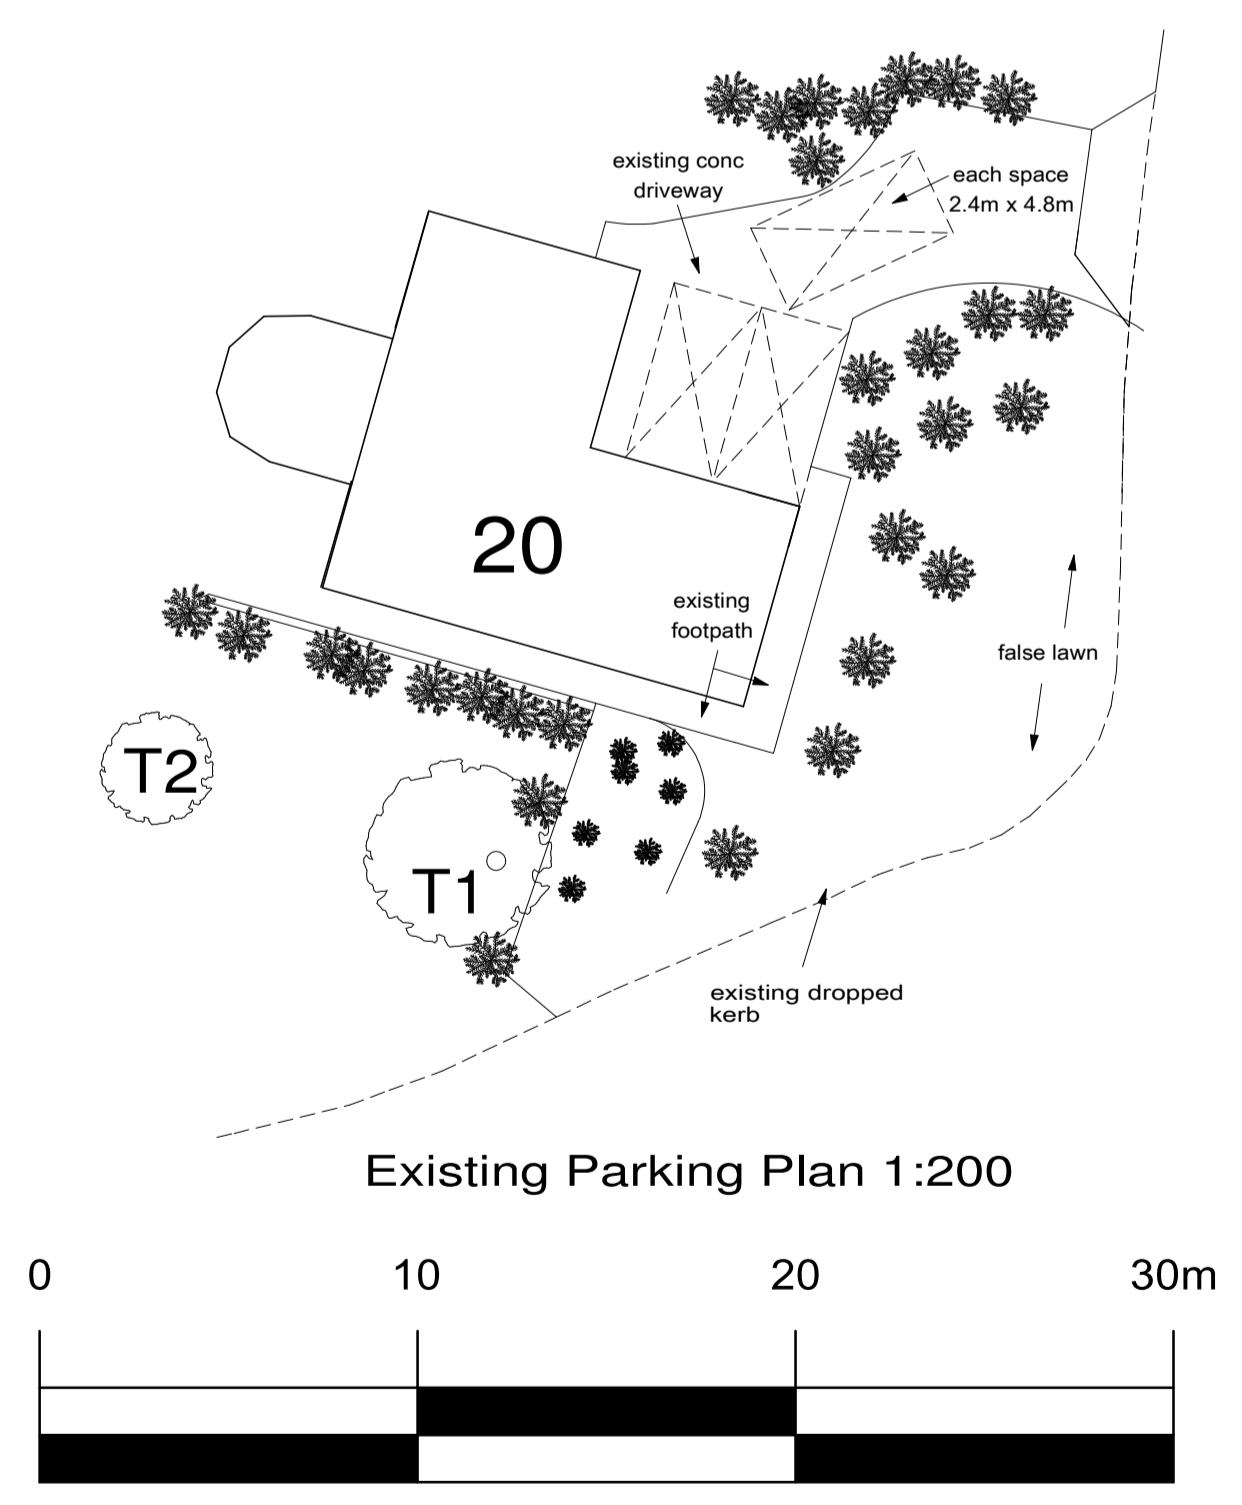 existing conc
driveway
each space
2.4m x 4.8m
20
existing
footpath
false lawn
T2
T1
existing dropped
kerb
Existing Parking Plan 1:200
0 10 20 30m